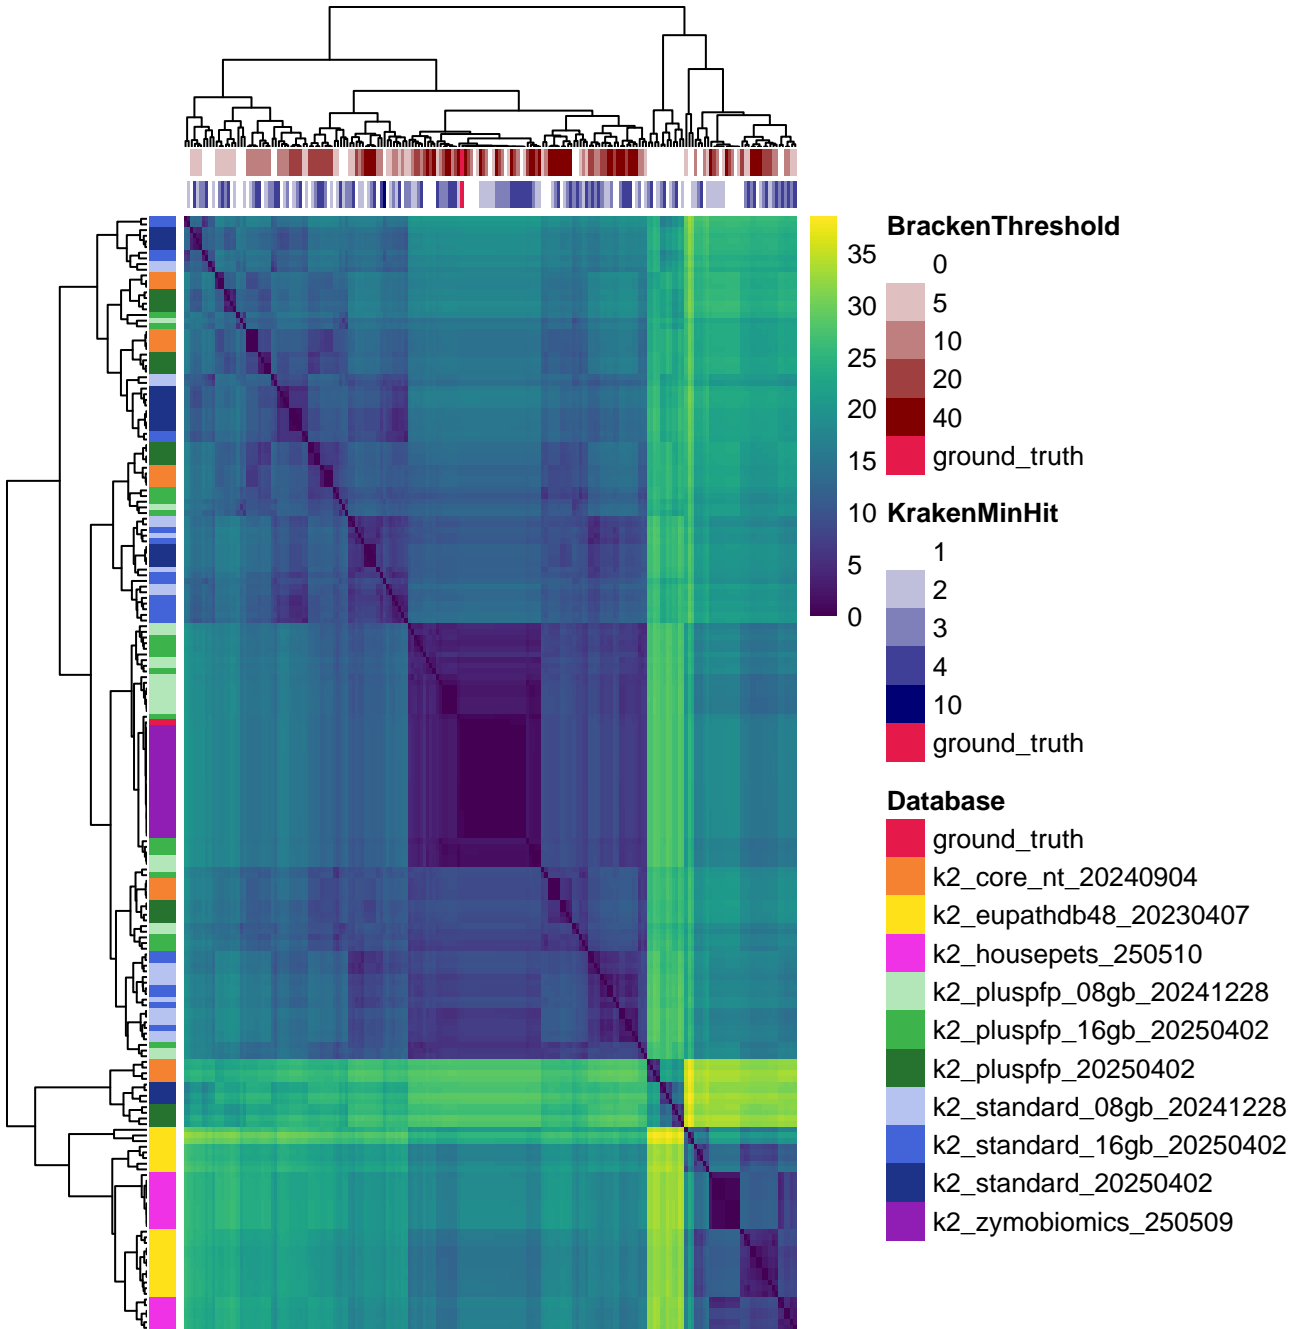 35
30
25
20
15
10
5
0
BrackenThreshold
0
5
10
20
40
ground_truth
KrakenMinHit
1
2
3
4
10
ground_truth
Database
ground_truth
k2_core_nt_20240904
k2_eupathdb48_20230407
k2_housepets_250510
k2_pluspfp_08gb_20241228
k2_pluspfp_16gb_20250402
k2_pluspfp_20250402
k2_standard_08gb_20241228
k2_standard_16gb_20250402
k2_standard_20250402
k2_zymobiomics_250509